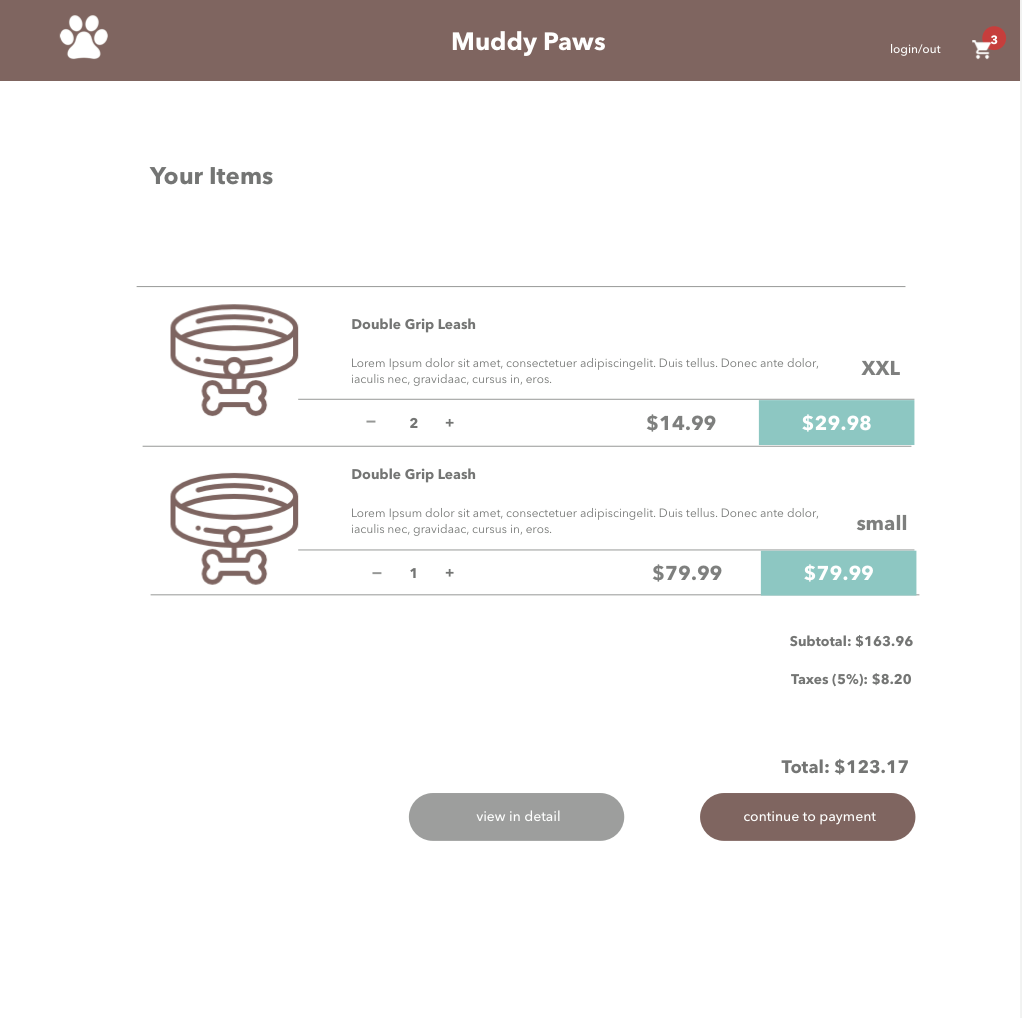 Muddy Paws
login/out
3
Your Items
Double Grip Leash
Lorem Ipsum dolor sit amet, consectetuer adipiscingelit. Duis tellus. Donec ante dolor,
iaculis nec, gravidaac, cursus in, eros.
XXL
– 2 + $14.99 $29.98
Double Grip Leash
Lorem Ipsum dolor sit amet, consectetuer adipiscingelit. Duis tellus. Donec ante dolor,
iaculis nec, gravidaac, cursus in, eros.
small
– 1 + $79.99 $79.99
Subtotal: $163.96
Taxes (5%): $8.20
Total: $123.17
view in detail
continue to payment